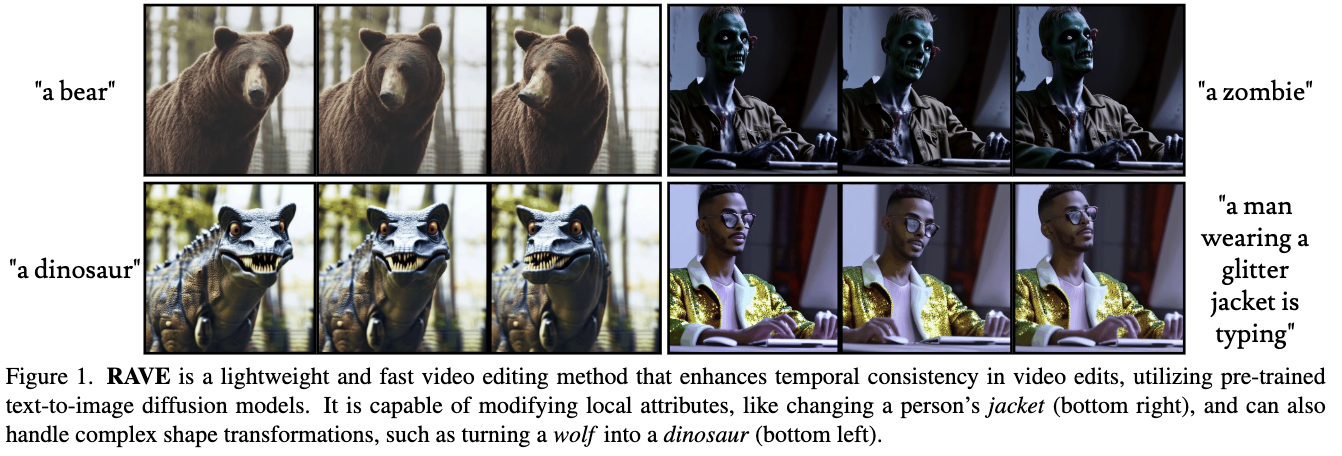 "a bear"
"a zombie"
"a dinosaur"
"a man
wearing a
glitter
jacket is
typing"
Figure 1. RAVE is a lightweight and fast video editing method that enhances temporal consistency in video edits, utilizing pre-trained
text-to-image diffusion models. It is capable of modifying local attributes, like changing a person's jacket (bottom right), and can also
handle complex shape transformations, such as turning a wolf into a dinosaur (bottom left).